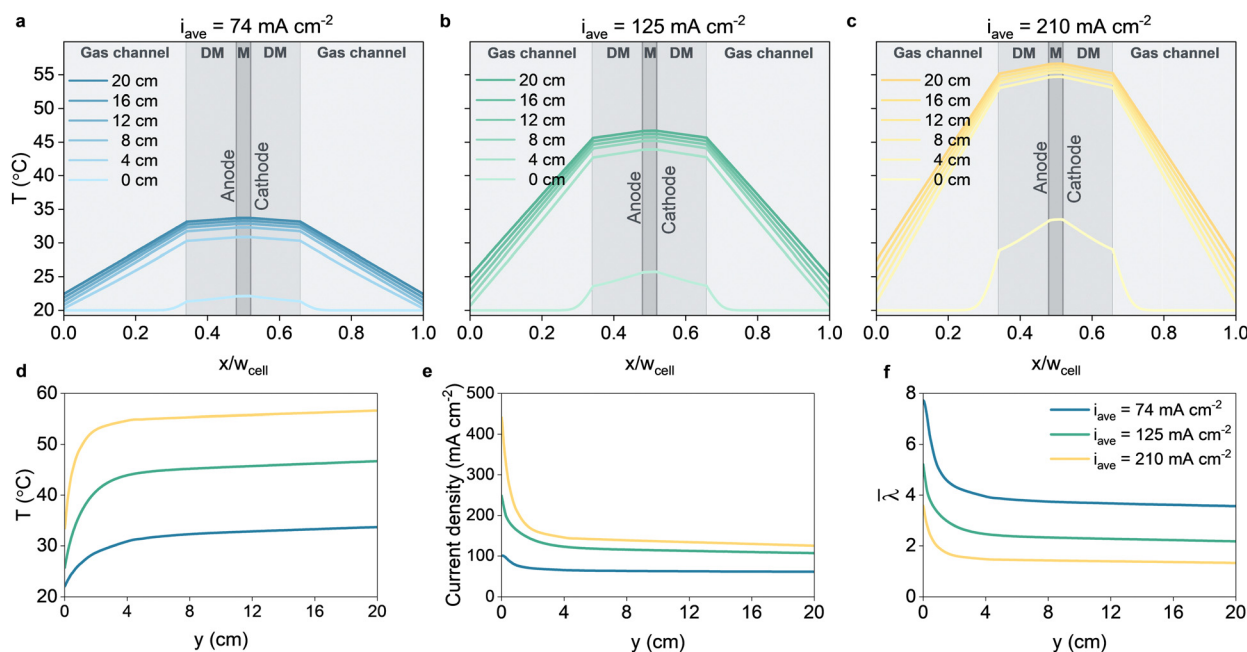 a
i_ave = 74 mA cm⁻²
Gas channel DM M DM Gas channel
20 cm
16 cm
12 cm
8 cm
4 cm
0 cm
Anode
Cathode
T (°C)
55
50
45
40
35
30
25
20
0.0 0.2 0.4 0.6 0.8 1.0
x/w_cell
b
i_ave = 125 mA cm⁻²
Gas channel DM M DM Gas channel
20 cm
16 cm
12 cm
8 cm
4 cm
0 cm
Anode
Cathode
0.0 0.2 0.4 0.6 0.8 1.0
x/w_cell
c
i_ave = 210 mA cm⁻²
Gas channel DM M DM Gas channel
20 cm
16 cm
12 cm
8 cm
4 cm
0 cm
Anode
Cathode
0.0 0.2 0.4 0.6 0.8 1.0
x/w_cell
d
T (°C)
60
50
40
30
20
0 4 8 12 16 20
y (cm)
e
Current density (mA cm⁻²)
500
400
300
200
100
0
0 4 8 12 16 20
y (cm)
f
i_ave = 74 mA cm⁻²
i_ave = 125 mA cm⁻²
i_ave = 210 mA cm⁻²
λ̅
8
6
4
2
0
0 4 8 12 16 20
y (cm)